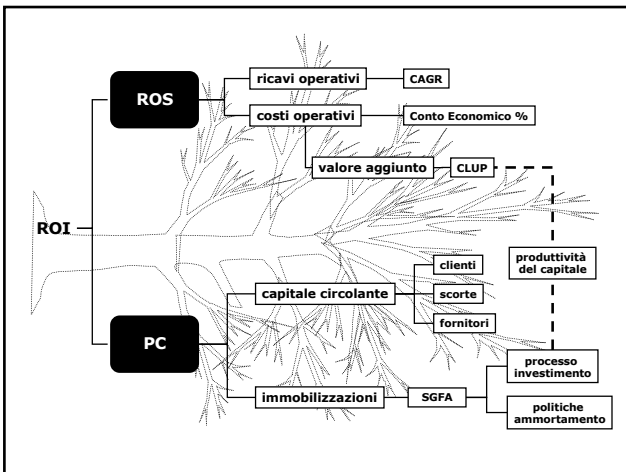 ricavi operativi
CAGR
ROS
costi operativi
Conto Economico %
valore aggiunto
CLUP
ROI
produttività
del capitale
clienti
capitale circolante
scorte
fornitori
PC
processo
investimento
immobilizzazioni
SGFA
politiche
ammortamento